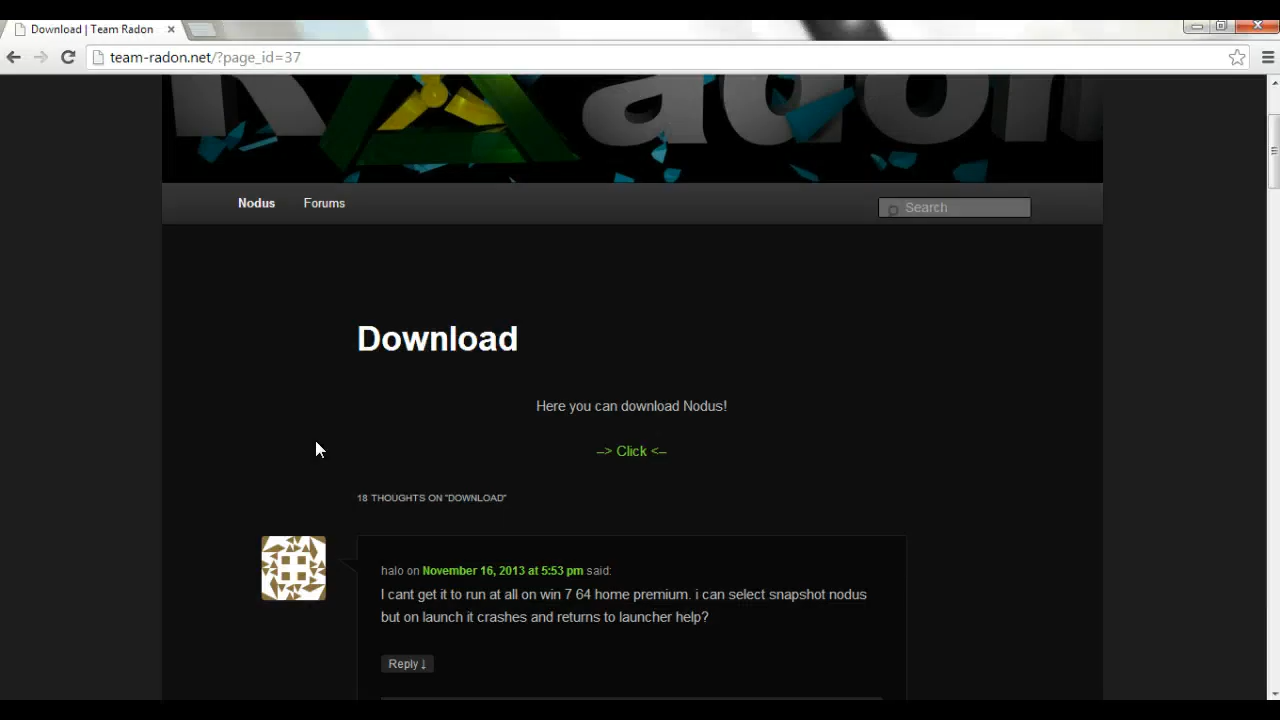 Download | Team Radon
team-radon.net/?page_id=37
Radon
Nodus
Forums
Search
Download
Here you can download Nodus!
–> Click <–
18 THOUGHTS ON "DOWNLOAD"
halo on November 16, 2013 at 5:53 pm said:
I cant get it to run at all on win 7 64 home premium. i can select snapshot nodus
but on launch it crashes and returns to launcher help?
Reply ↓